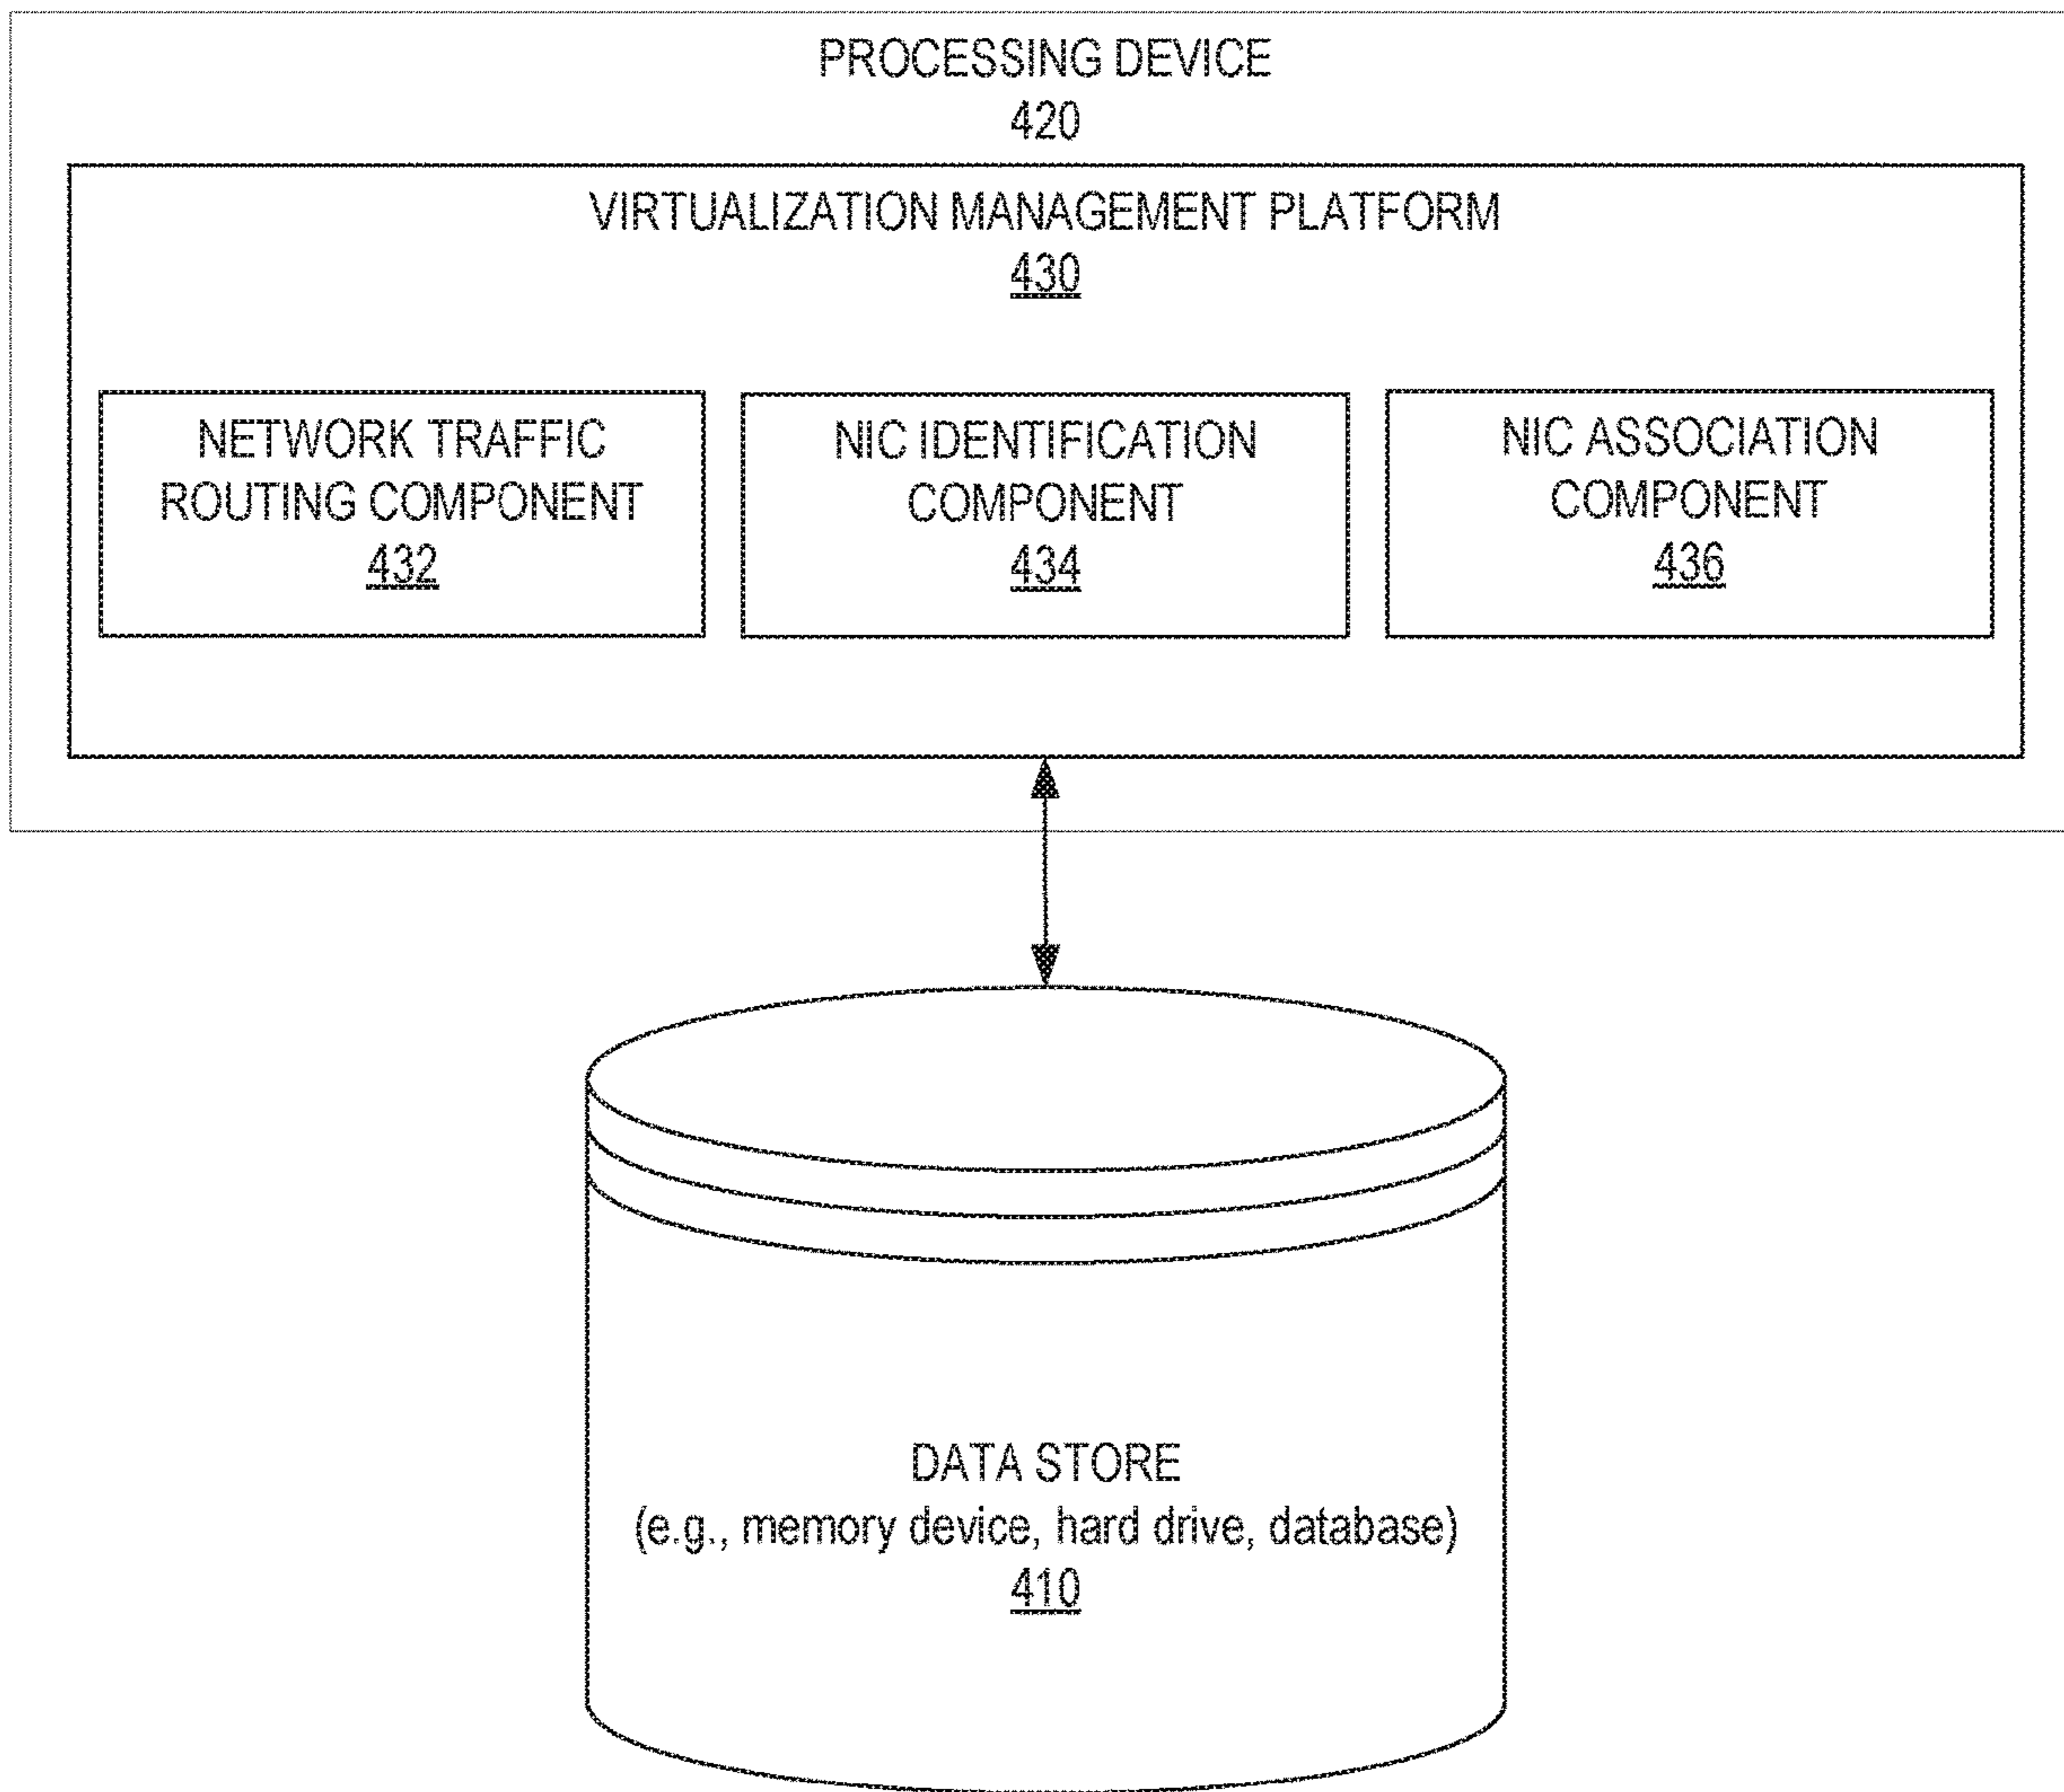 PROCESSING DEVICE
420
VIRTUALIZATION MANAGEMENT PLATFORM
430
NETWORK TRAFFIC
ROUTING COMPONENT
432
NIC IDENTIFICATION
COMPONENT
434
NIC ASSOCIATION
COMPONENT
436
DATA STORE
(e.g., memory device, hard drive, database)
410